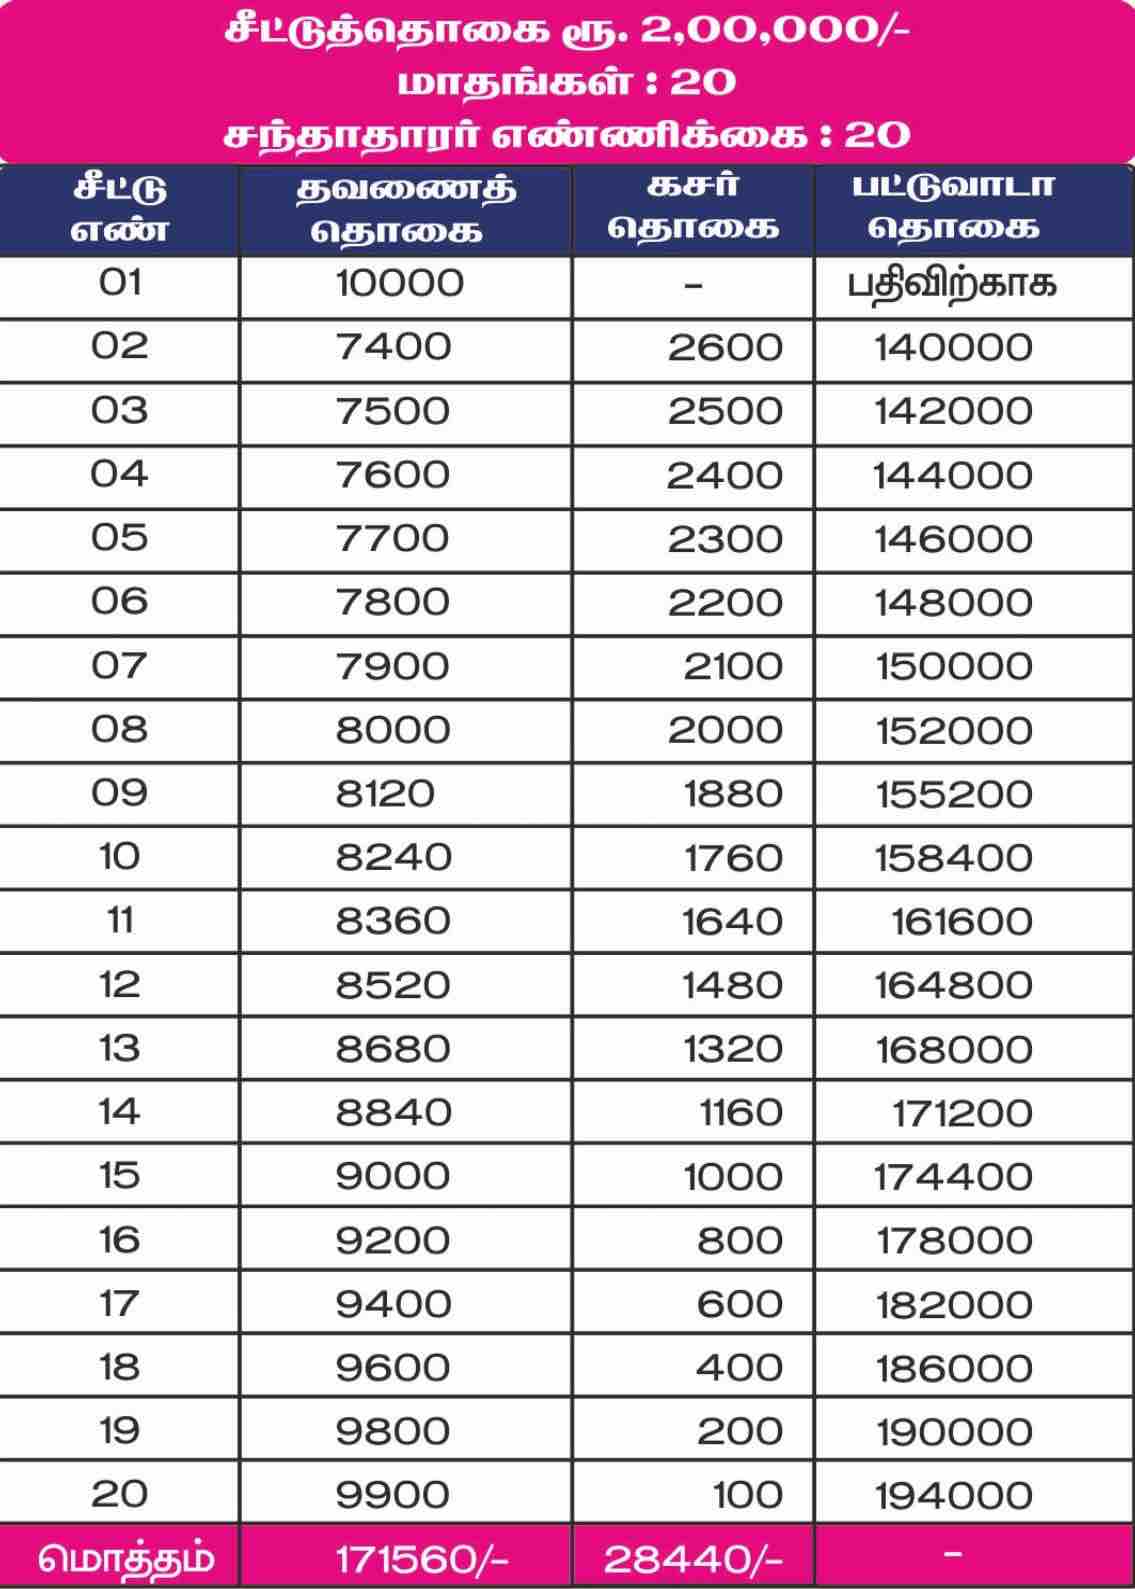 சீட்டுத்தொகை ரூ. 2,00,000/-
மாதங்கள் : 20
சந்தாதாரர் எண்ணிக்கை : 20
சீட்டு எண் தவணைத் தொகை கசர் தொகை பட்டுவாடா தொகை
01 10000 - பதிவிற்காக
02 7400 2600 140000
03 7500 2500 142000
04 7600 2400 144000
05 7700 2300 146000
06 7800 2200 148000
07 7900 2100 150000
08 8000 2000 152000
09 8120 1880 155200
10 8240 1760 158400
11 8360 1640 161600
12 8520 1480 164800
13 8680 1320 168000
14 8840 1160 171200
15 9000 1000 174400
16 9200 800 178000
17 9400 600 182000
18 9600 400 186000
19 9800 200 190000
20 9900 100 194000
மொத்தம் 171560/- 28440/- -